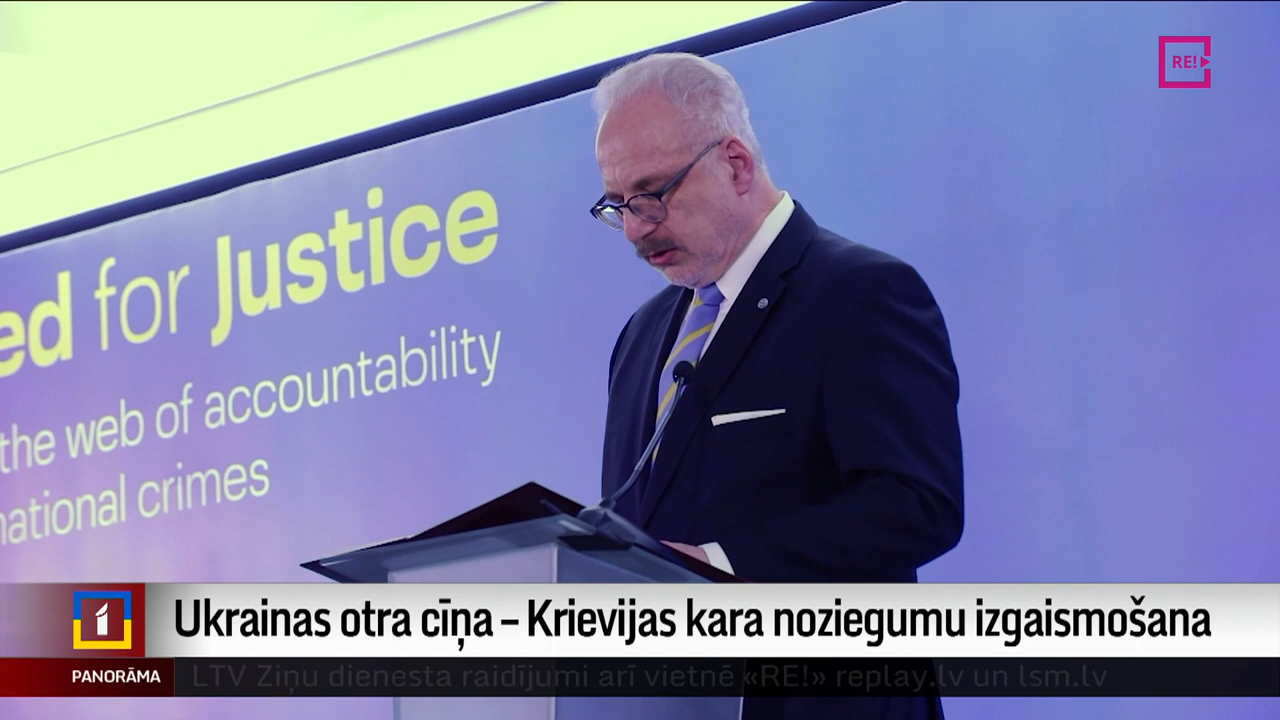 RE!
ed for Justice
the web of accountability
national crimes
1
Ukrainas otra cīņa – Krievijas kara noziegumu izgaismošana
PANORĀMA
LTV Ziņu dienesta raidījumi arī vietnē «RE!» replay.lv un lsm.lv